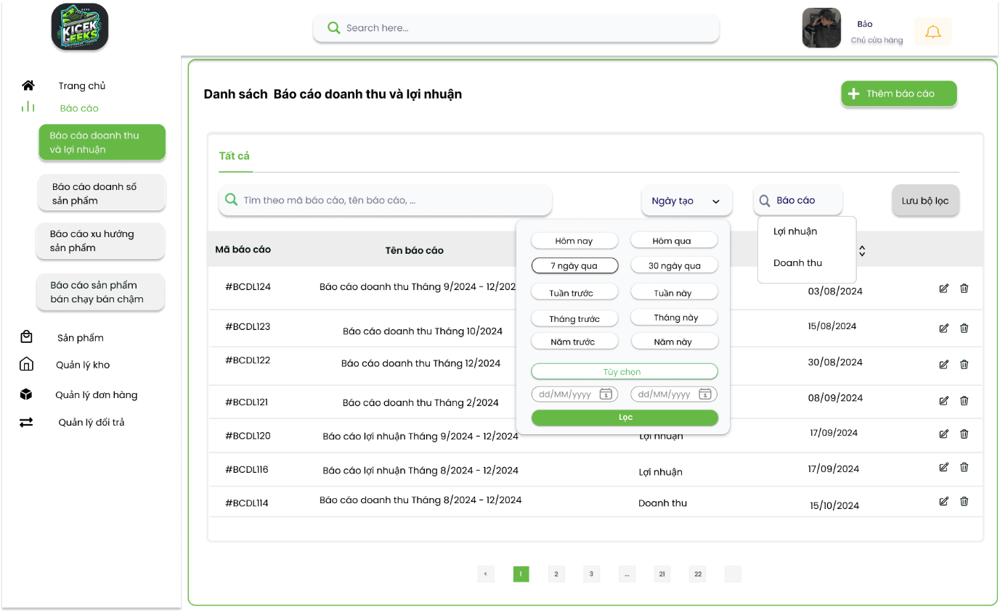 KICEK
GEEKS
Search here...
Bảo
Chủ cửa hàng
Trang chủ
Báo cáo
Báo cáo doanh thu
và lợi nhuận
Báo cáo doanh số
sản phẩm
Báo cáo xu hướng
sản phẩm
Báo cáo sản phẩm
bán chạy bán chậm
Sản phẩm
Quản lý kho
Quản lý đơn hàng
Quản lý đổi trả
Danh sách Báo cáo doanh thu và lợi nhuận
Thêm báo cáo
Tất cả
Tìm theo mã báo cáo, tên báo cáo, ...
Ngày tạo
Báo cáo
Lưu bộ lọc
Lợi nhuận
Doanh thu
Hôm nay
Hôm qua
7 ngày qua
30 ngày qua
Tuần trước
Tuần này
Tháng trước
Tháng này
Năm trước
Năm này
Tùy chọn
dd/MM/yyyy
dd/MM/yyyy
Lọc
Mã báo cáo
Tên báo cáo
#BCDL124
Báo cáo doanh thu Tháng 9/2024 - 12/202
03/08/2024
#BCDL123
Báo cáo doanh thu Tháng 10/2024
15/08/2024
#BCDL122
Báo cáo doanh thu Tháng 12/2024
30/08/2024
#BCDL121
Báo cáo doanh thu Tháng 2/2024
08/09/2024
#BCDL120
Báo cáo lợi nhuận Tháng 9/2024 - 12/2024
Lợi nhuận
17/09/2024
#BCDL116
Báo cáo lợi nhuận Tháng 8/2024 - 12/2024
Lợi nhuận
17/09/2024
#BCDL114
Báo cáo doanh thu Tháng 8/2024 - 12/2024
Doanh thu
15/10/2024
< 1 2 3 ... 21 22